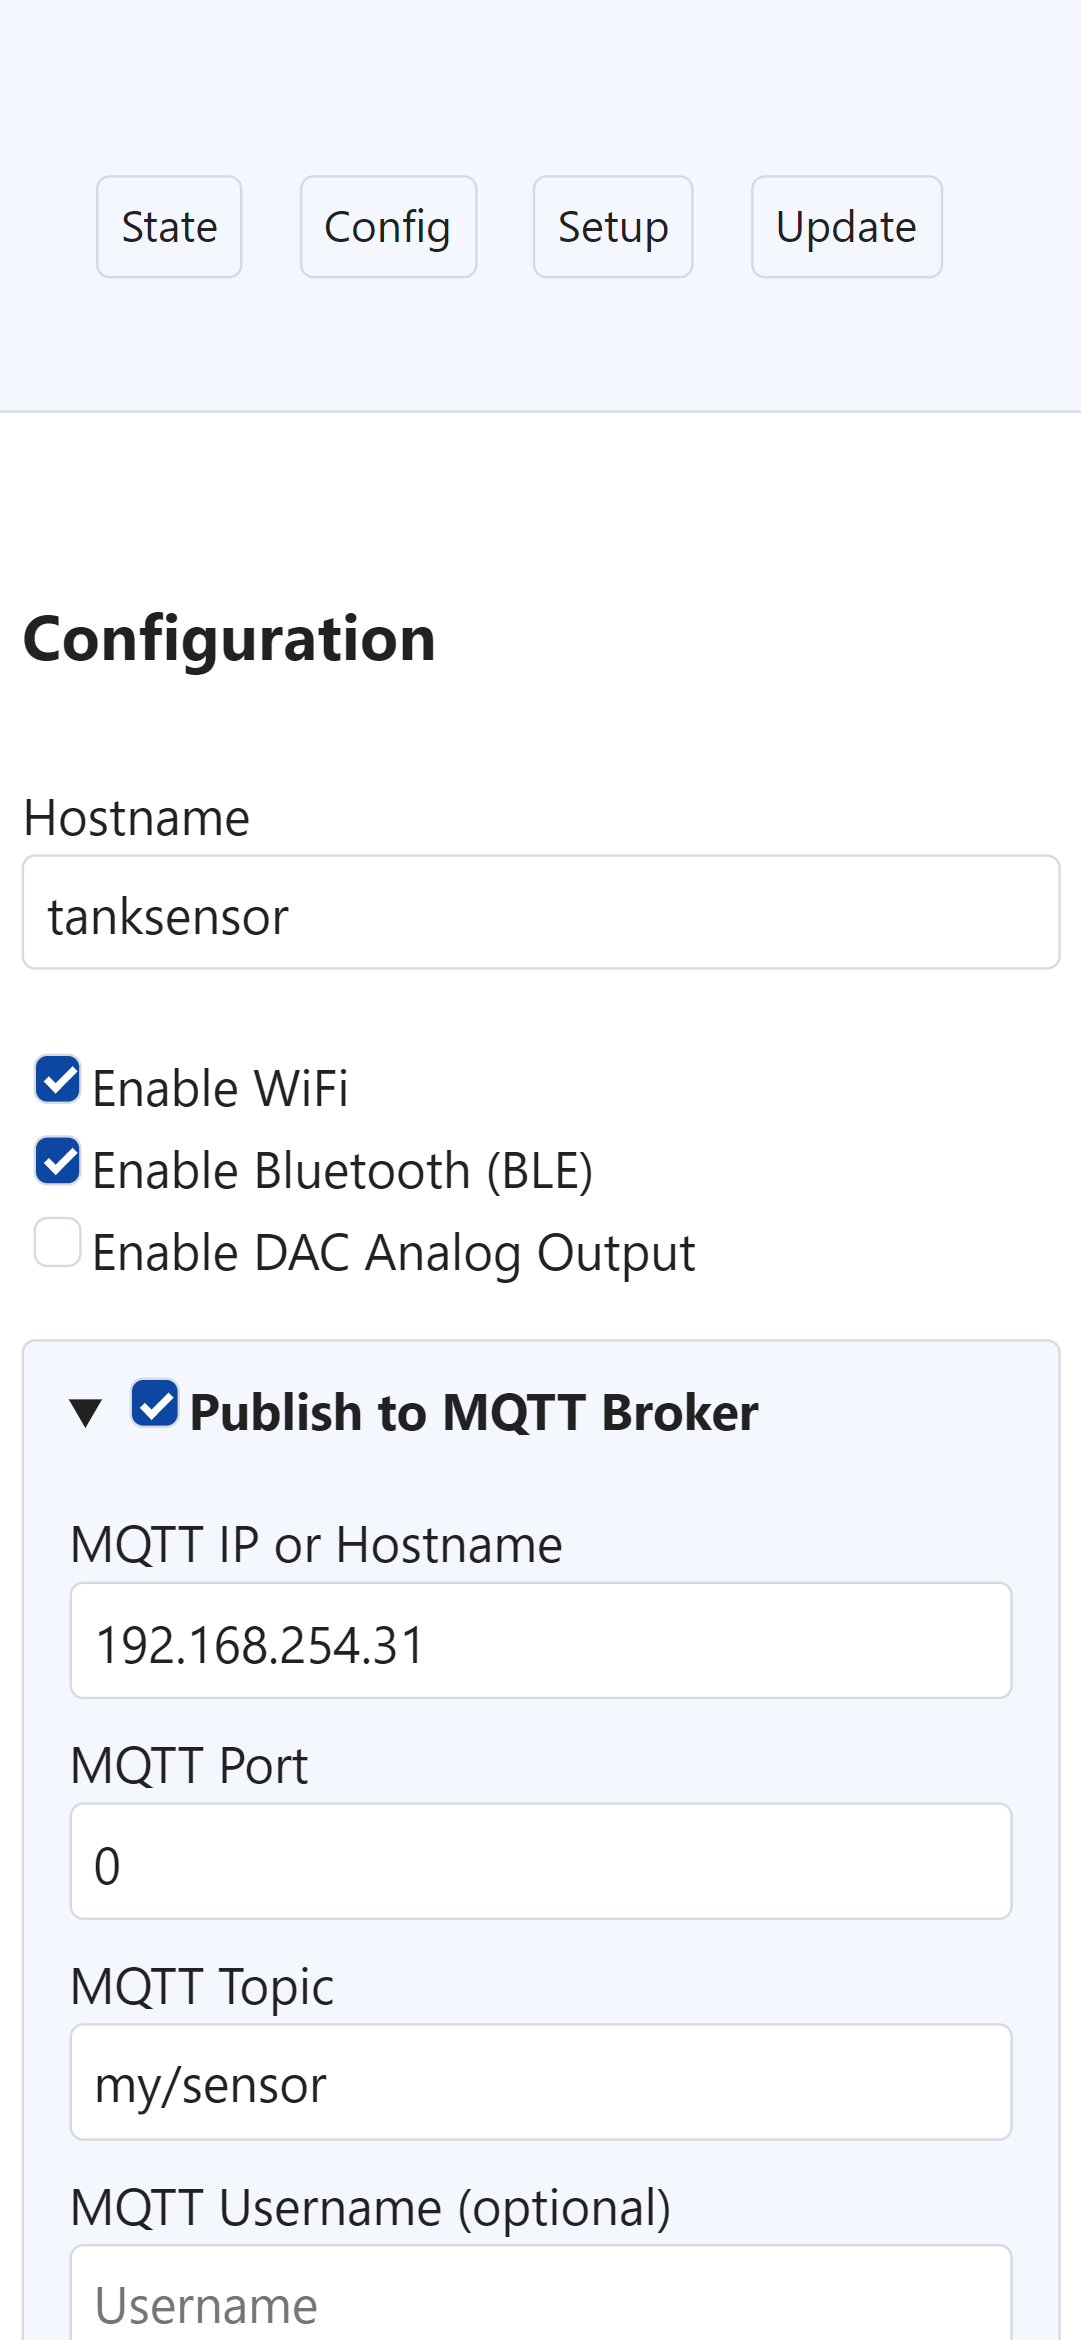 State Config Setup Update
Configuration
Hostname
tanksensor
Enable WiFi
Enable Bluetooth (BLE)
Enable DAC Analog Output
Publish to MQTT Broker
MQTT IP or Hostname
192.168.254.31
MQTT Port
0
MQTT Topic
my/sensor
MQTT Username (optional)
Username